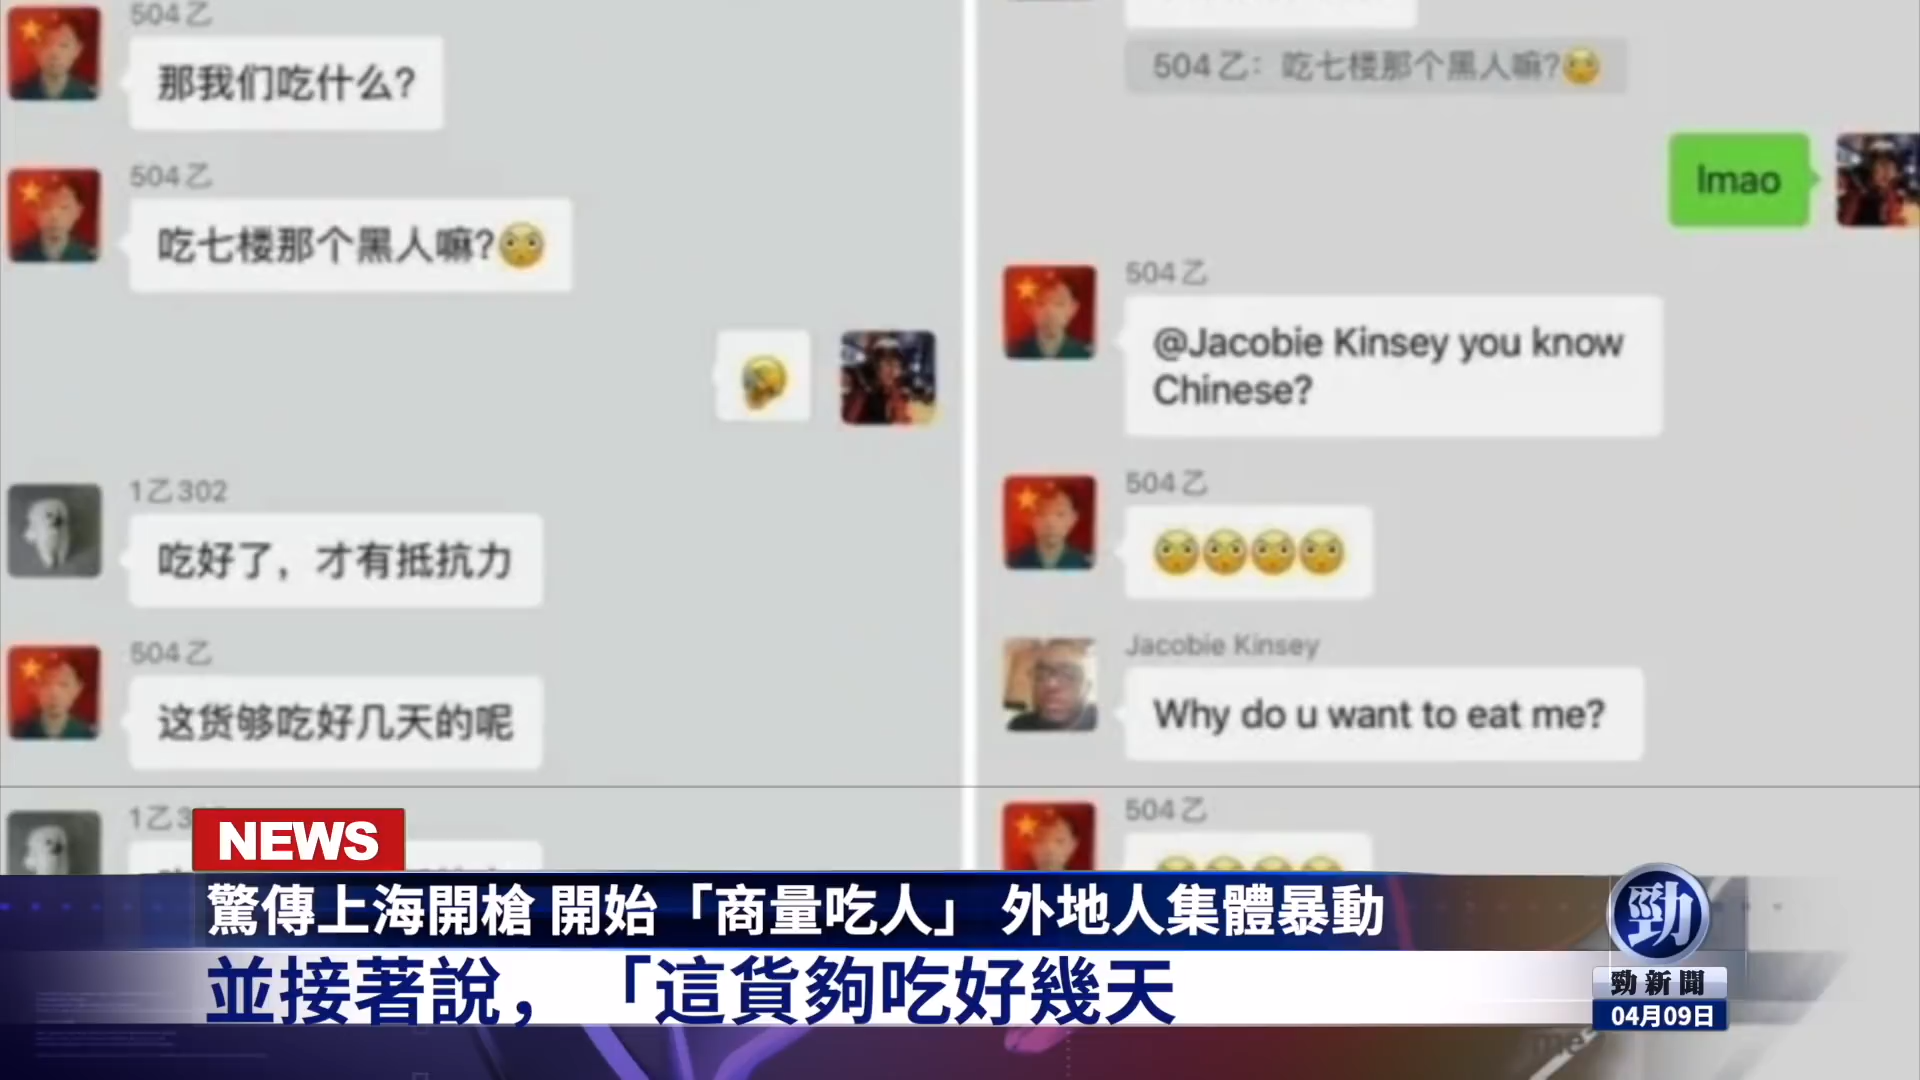 504乙
那我们吃什么?
504乙
吃七楼那个黑人嘛?
1乙302
吃好了，才有抵抗力
504乙
这货够吃好几天的呢
1乙3
504乙：吃七楼那个黑人嘛?
lmao
504乙
@Jacobie Kinsey you know
Chinese?
504乙
Jacobie Kinsey
Why do u want to eat me?
504乙
NEWS
驚傳上海開槍 開始「商量吃人」 外地人集體暴動
並接著說，「這貨夠吃好幾天
勁
勁新聞
04月09日